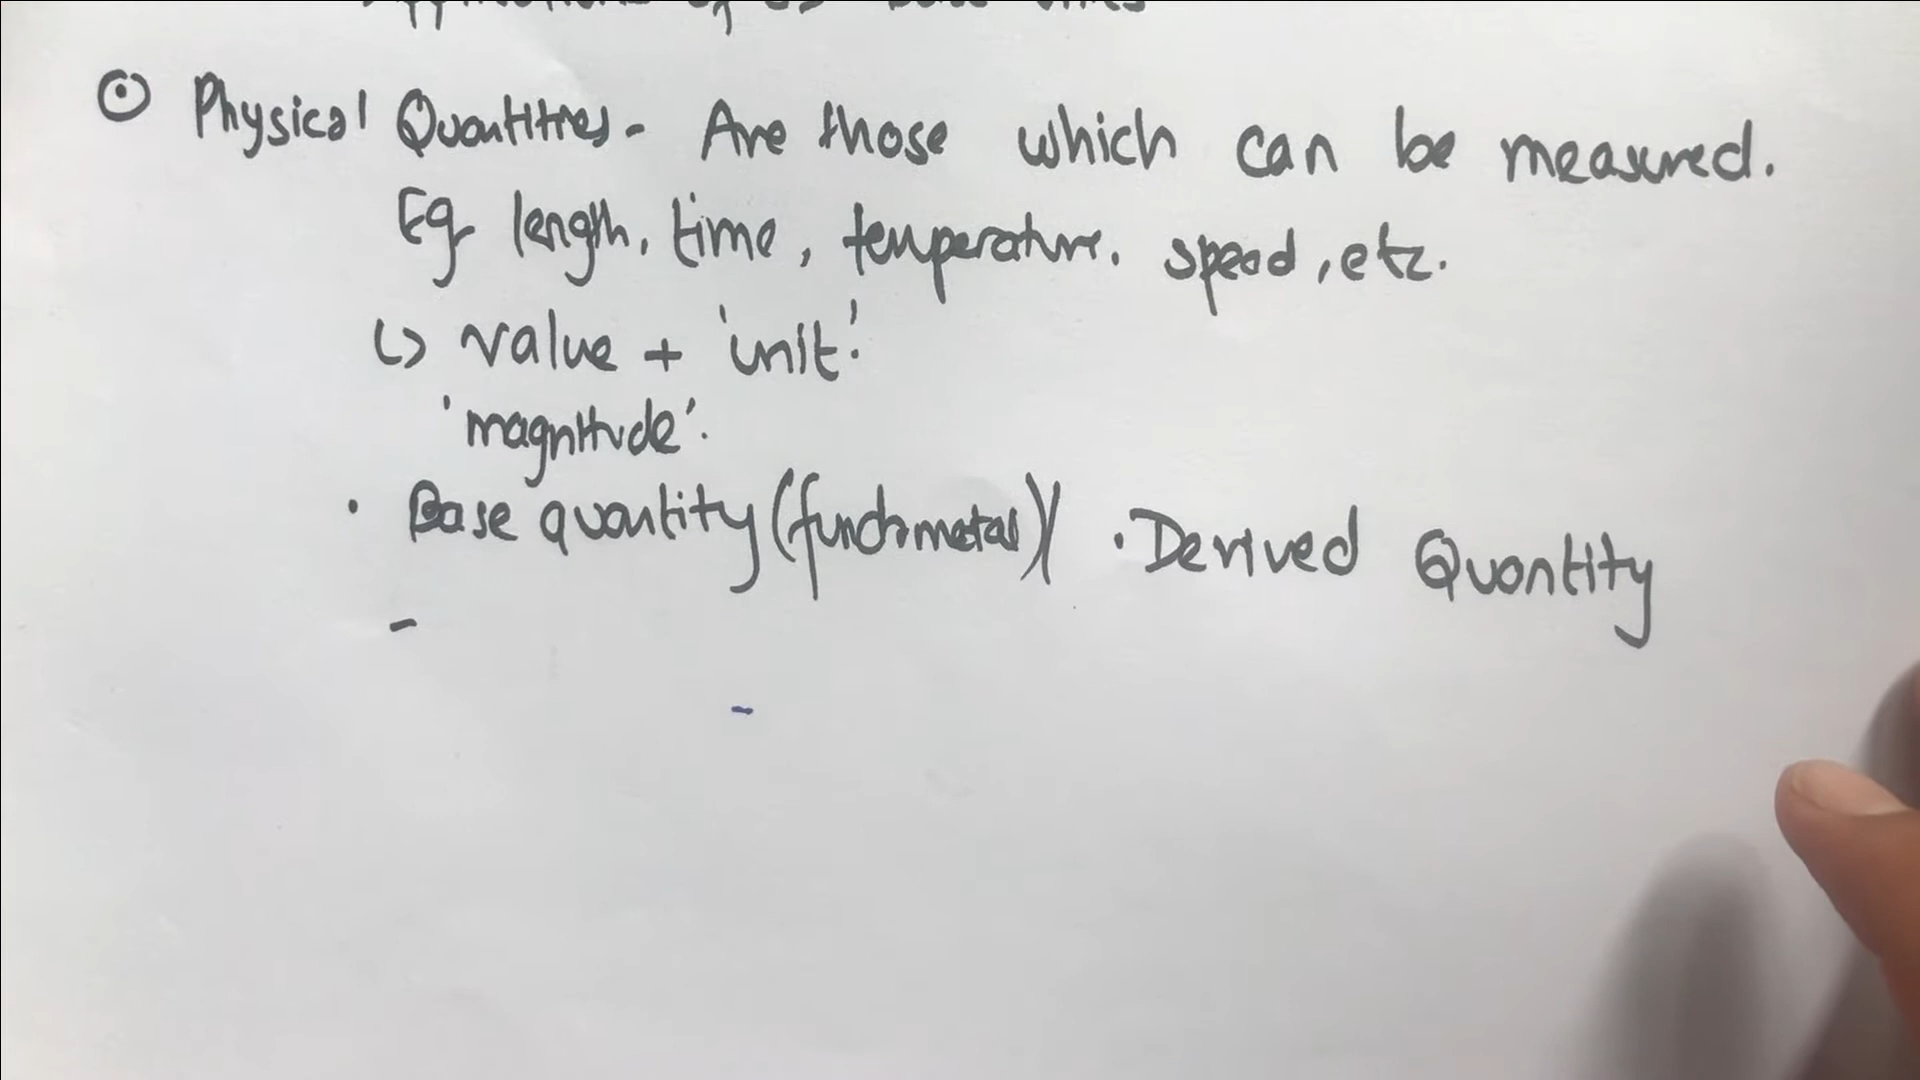 Physical Quantities - Are those which can be measured.
Eg length, time, temperature, speed, etc.
↳ value + 'unit'.
'magnitude'.
• Base quantity (fundametal) • Derived Quantity
-
-